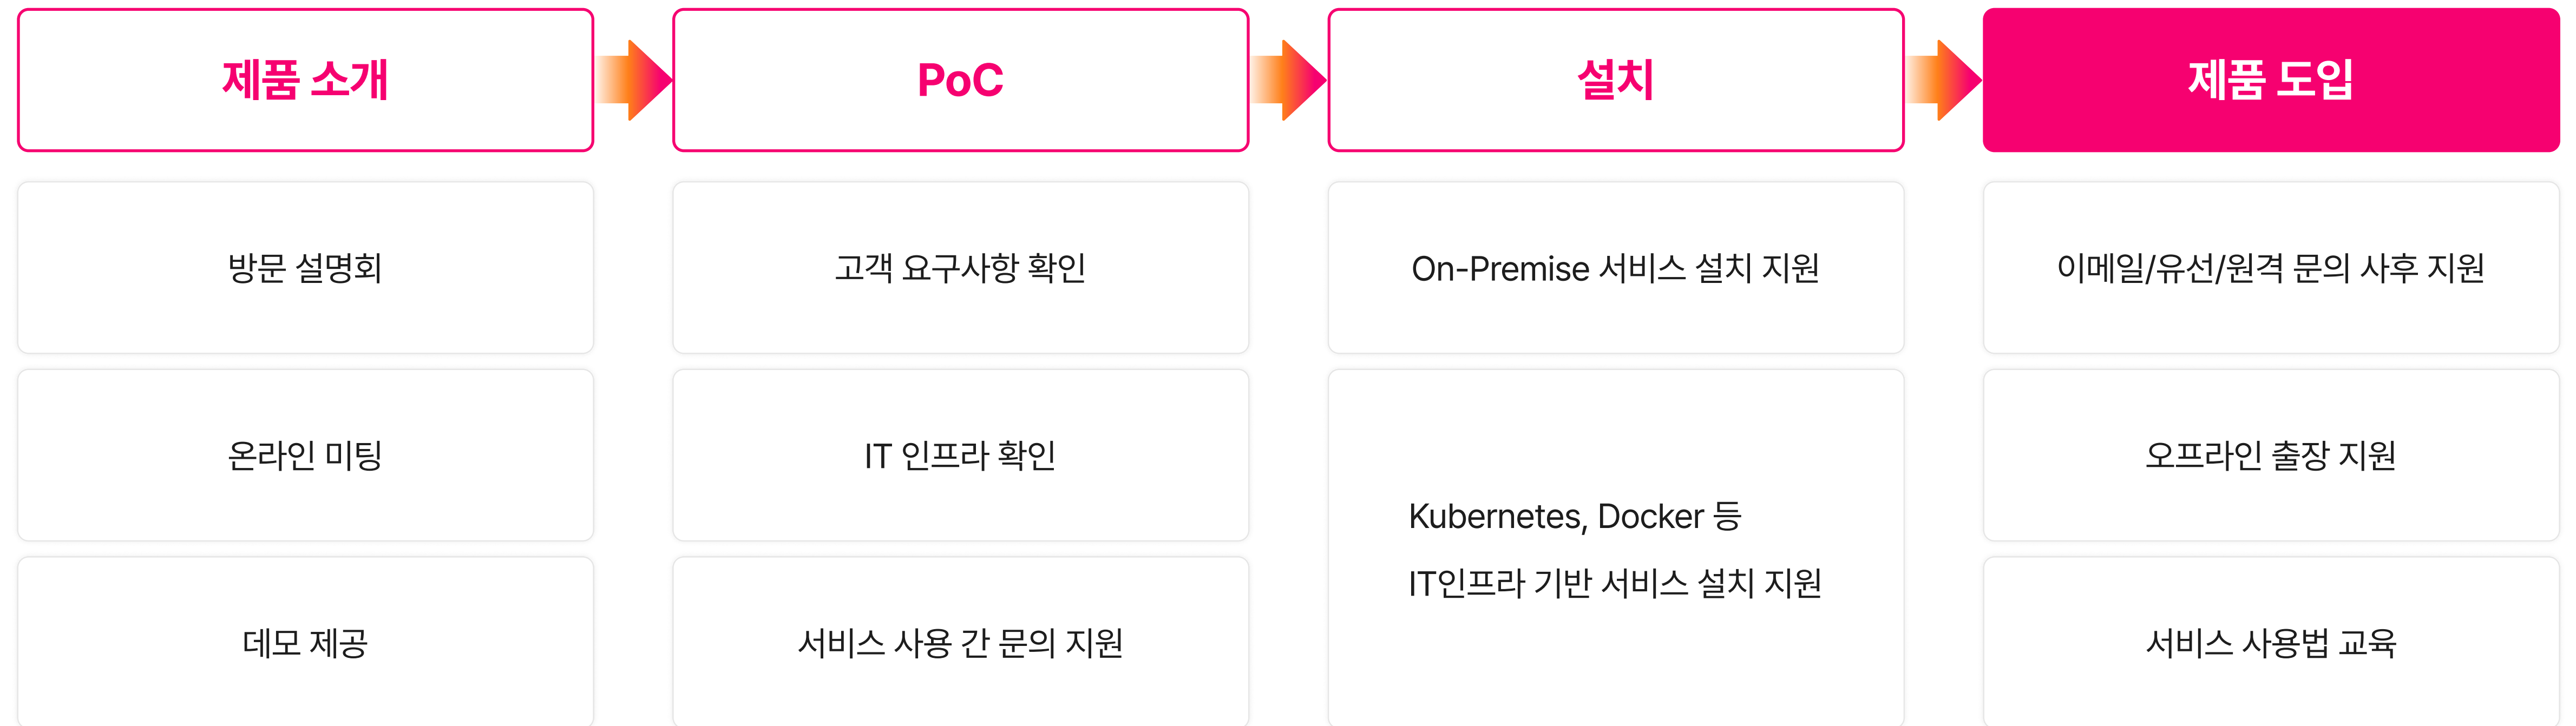 제품 소개
PoC
설치
제품 도입
방문 설명회
고객 요구사항 확인
On-Premise 서비스 설치 지원
이메일/유선/원격 문의 사후 지원
온라인 미팅
IT 인프라 확인
Kubernetes, Docker 등
IT인프라 기반 서비스 설치 지원
오프라인 출장 지원
데모 제공
서비스 사용 간 문의 지원
서비스 사용법 교육